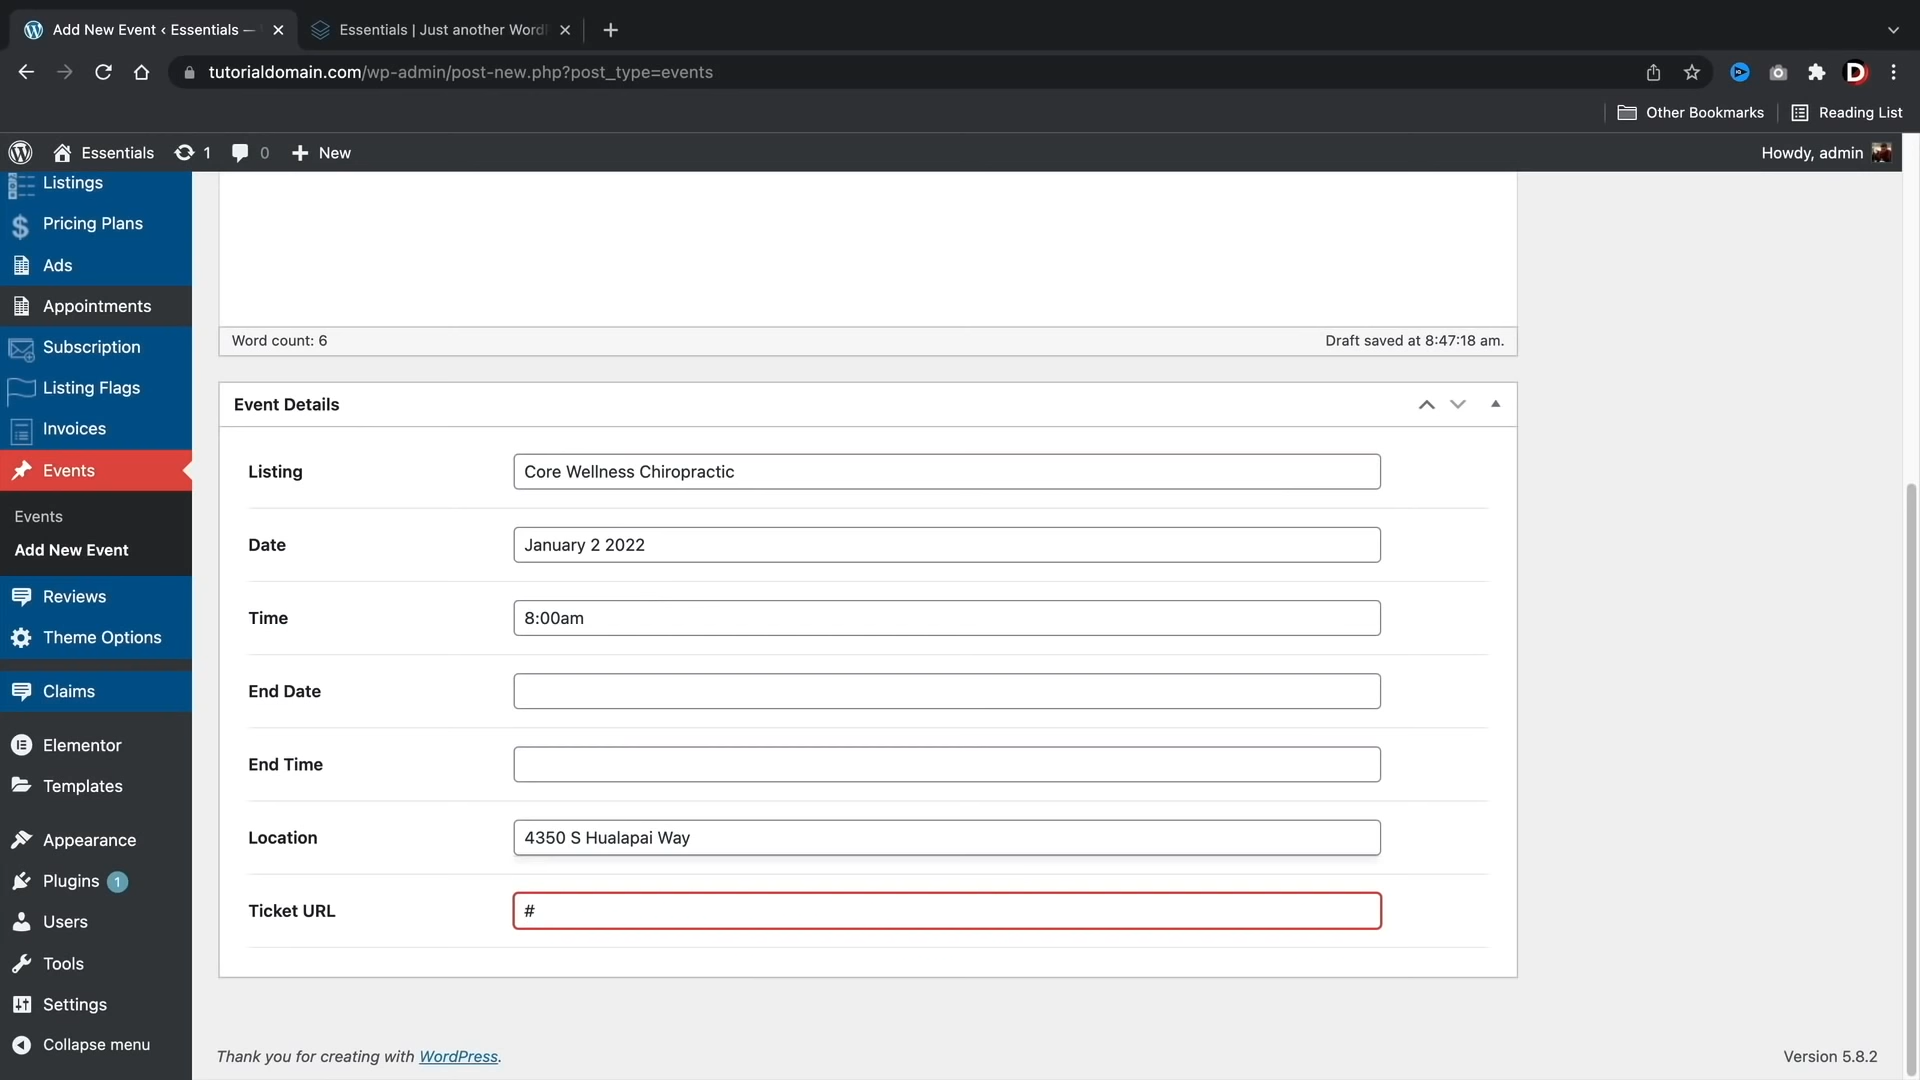 Add New Event ‹ Essentials —
Essentials | Just another Word
tutorialdomain.com/wp-admin/post-new.php?post_type=events
Other Bookmarks
Reading List
Essentials
1
0
New
Howdy, admin
Listings
Pricing Plans
Ads
Appointments
Subscription
Listing Flags
Invoices
Events
Events
Add New Event
Reviews
Theme Options
Claims
Elementor
Templates
Appearance
Plugins 1
Users
Tools
Settings
Collapse menu
Word count: 6
Draft saved at 8:47:18 am.
Event Details
Listing
Core Wellness Chiropractic
Date
January 2 2022
Time
8:00am
End Date
End Time
Location
4350 S Hualapai Way
Ticket URL
#
Thank you for creating with WordPress.
Version 5.8.2